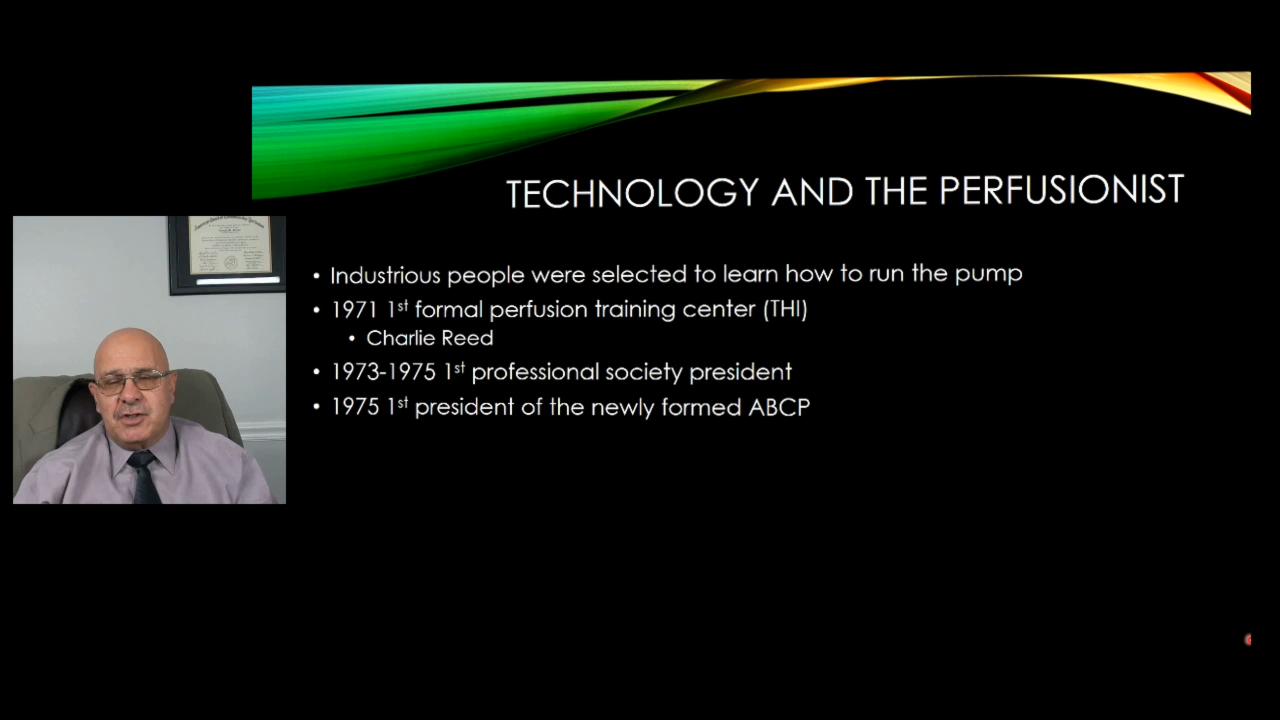 TECHNOLOGY AND THE PERFUSIONIST
• Industrious people were selected to learn how to run the pump
• 1971 1st formal perfusion training center (THI)
• Charlie Reed
• 1973-1975 1st professional society president
• 1975 1st president of the newly formed ABCP